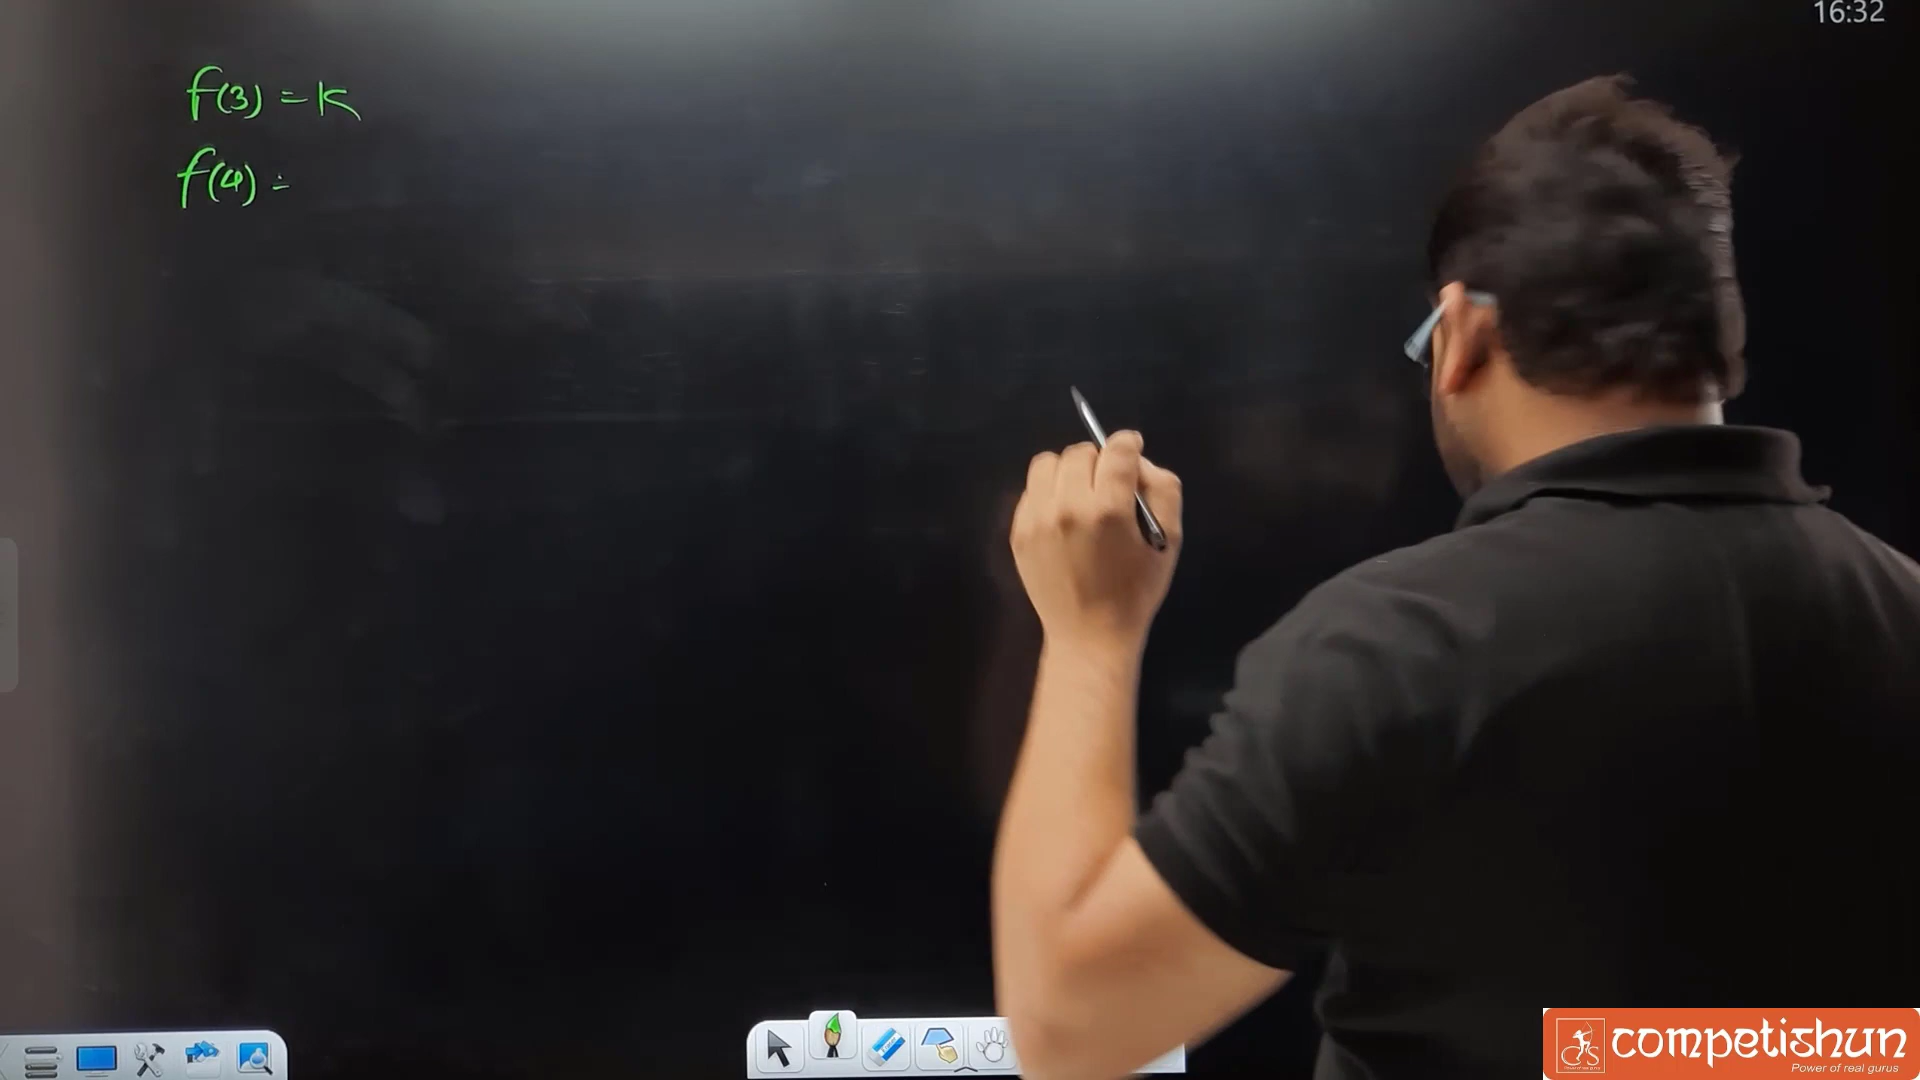 16:32
f(3) = K
f(4) =
competishun
Power of real gurus